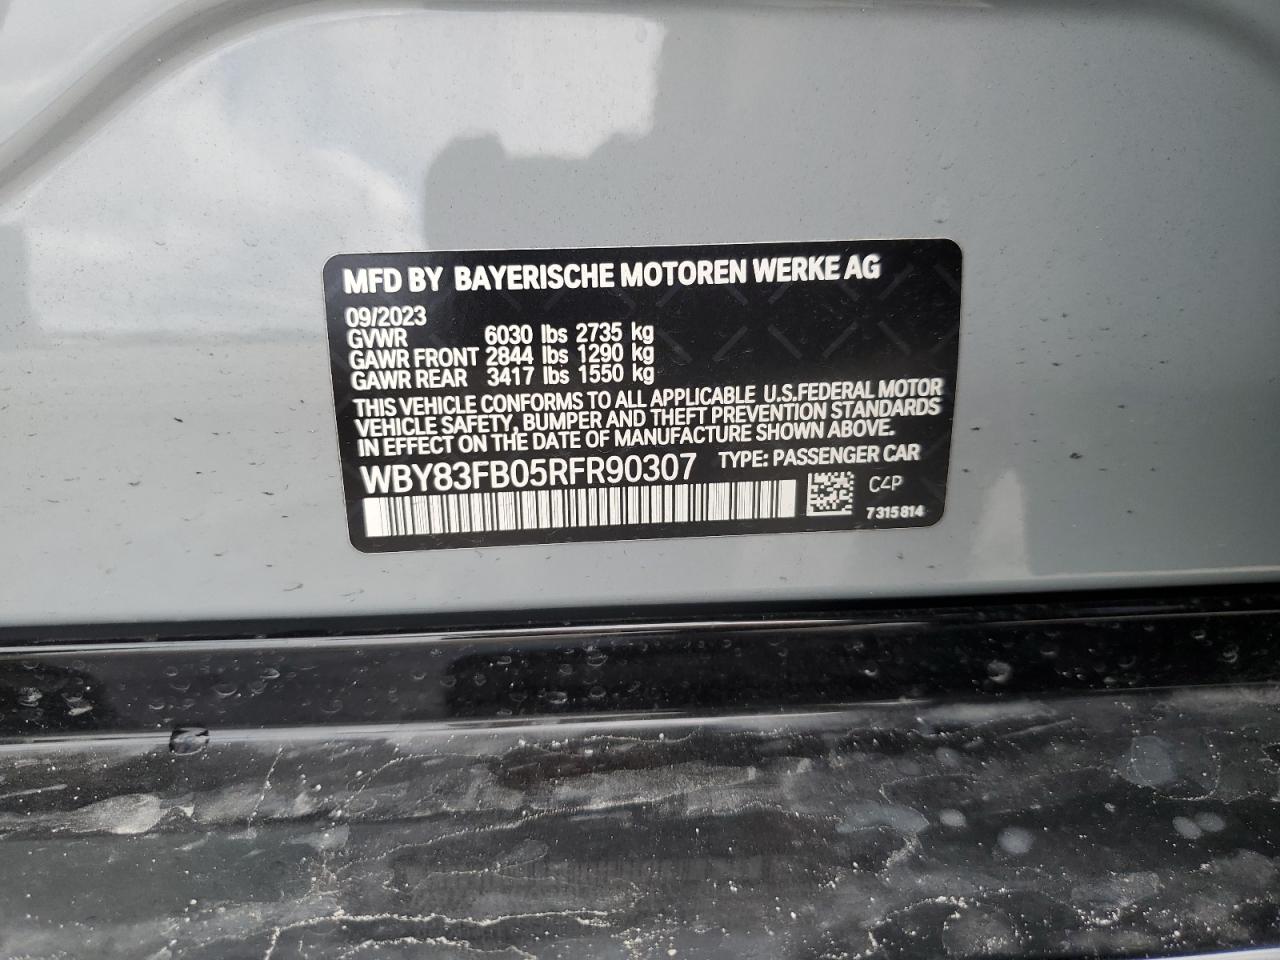 MFD BY BAYERISCHE MOTOREN WERKE AG
09/2023
GVWR 6030 lbs 2735 kg
GAWR FRONT 2844 lbs 1290 kg
GAWR REAR 3417 lbs 1550 kg
THIS VEHICLE CONFORMS TO ALL APPLICABLE U.S.FEDERAL MOTOR
VEHICLE SAFETY, BUMPER AND THEFT PREVENTION STANDARDS
IN EFFECT ON THE DATE OF MANUFACTURE SHOWN ABOVE.
WBY83FB05RFR90307 TYPE: PASSENGER CAR
C4P
7315814